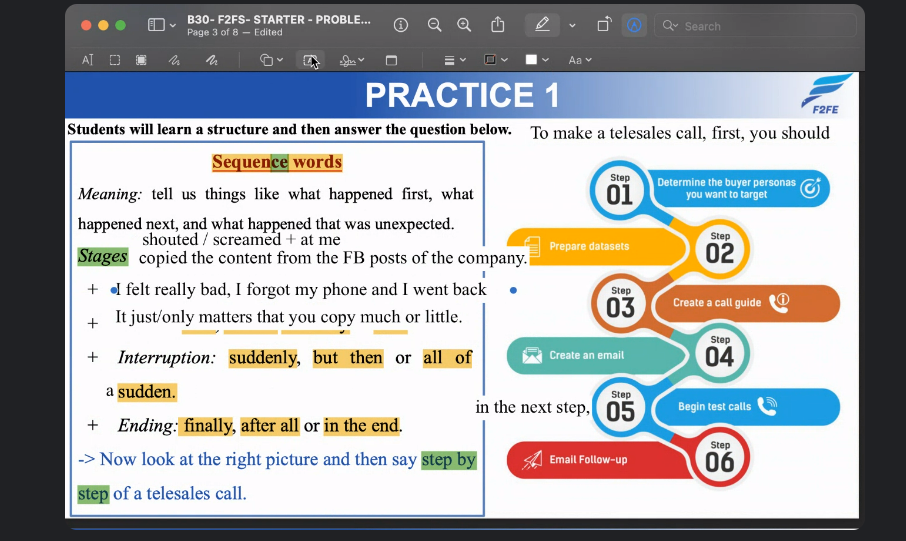 B30- F2FS- STARTER - PROBLE...
Page 3 of 8 — Edited
Search
Aa
PRACTICE 1
F2FE
Students will learn a structure and then answer the question below.
To make a telesales call, first, you should
Sequence words
Meaning: tell us things like what happened first, what
happened next, and what happened that was unexpected.
shouted / screamed + at me
Stages
copied the content from the FB posts of the company.
+ I felt really bad, I forgot my phone and I went back
+ It just/only matters that you copy much or little.
+ Interruption: suddenly, but then or all of
a sudden.
+ Ending: finally, after all or in the end.
-> Now look at the right picture and then say step by
step of a telesales call.
Step
01
Determine the buyer personas
you want to target
Prepare datasets
Step
02
Step
03
Create a call guide
Create an email
Step
04
in the next step,
Step
05
Begin test calls
Email Follow-up
Step
06